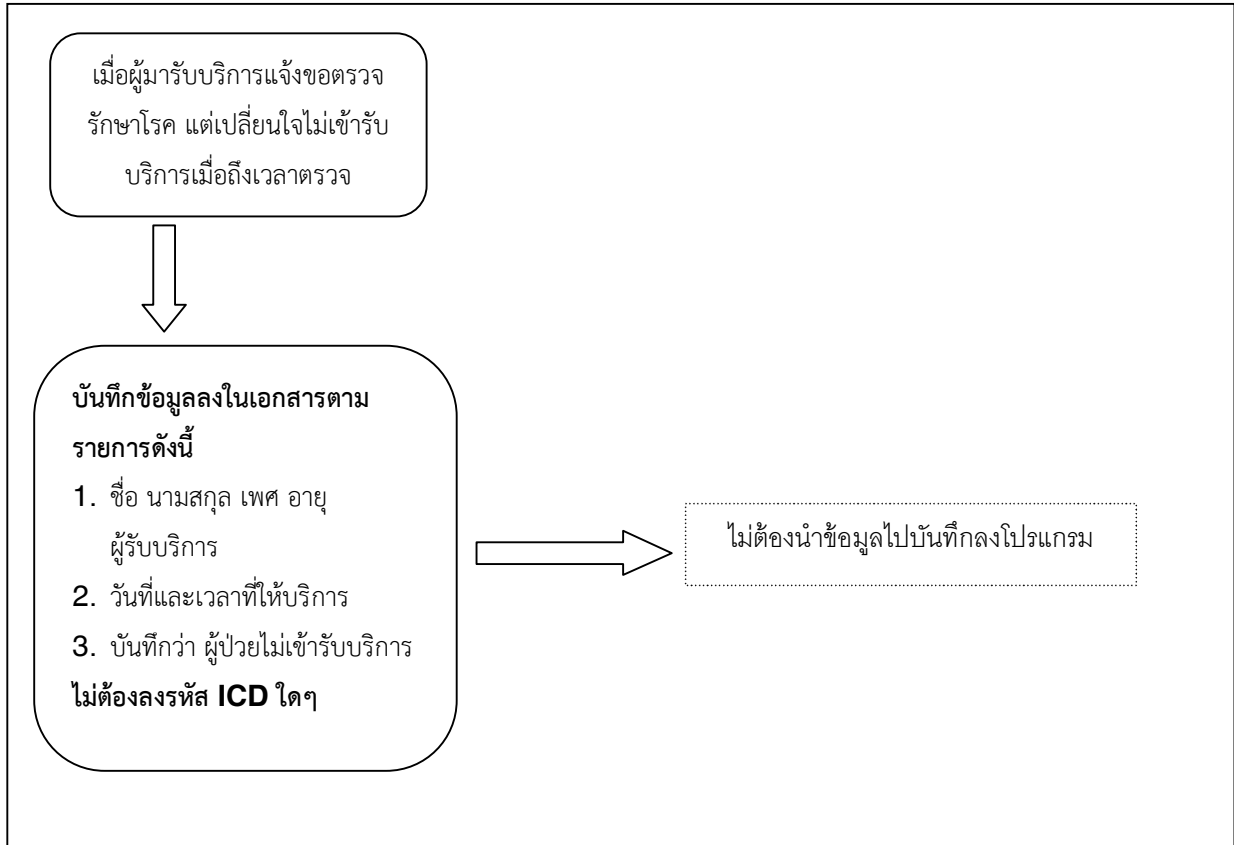 เมื่อผู้มารับบริการแจ้งขอตรวจ
รักษาโรค แต่เปลี่ยนใจไม่เข้ารับ
บริการเมื่อถึงเวลาตรวจ
บันทึกข้อมูลลงในเอกสารตาม
รายการดังนี้
1. ชื่อ นามสกุล เพศ อายุ
ผู้รับบริการ
2. วันที่และเวลาที่ให้บริการ
3. บันทึกว่า ผู้ป่วยไม่เข้ารับบริการ
ไม่ต้องลงรหัส ICD ใดๆ
ไม่ต้องนำข้อมูลไปบันทึกลงโปรแกรม